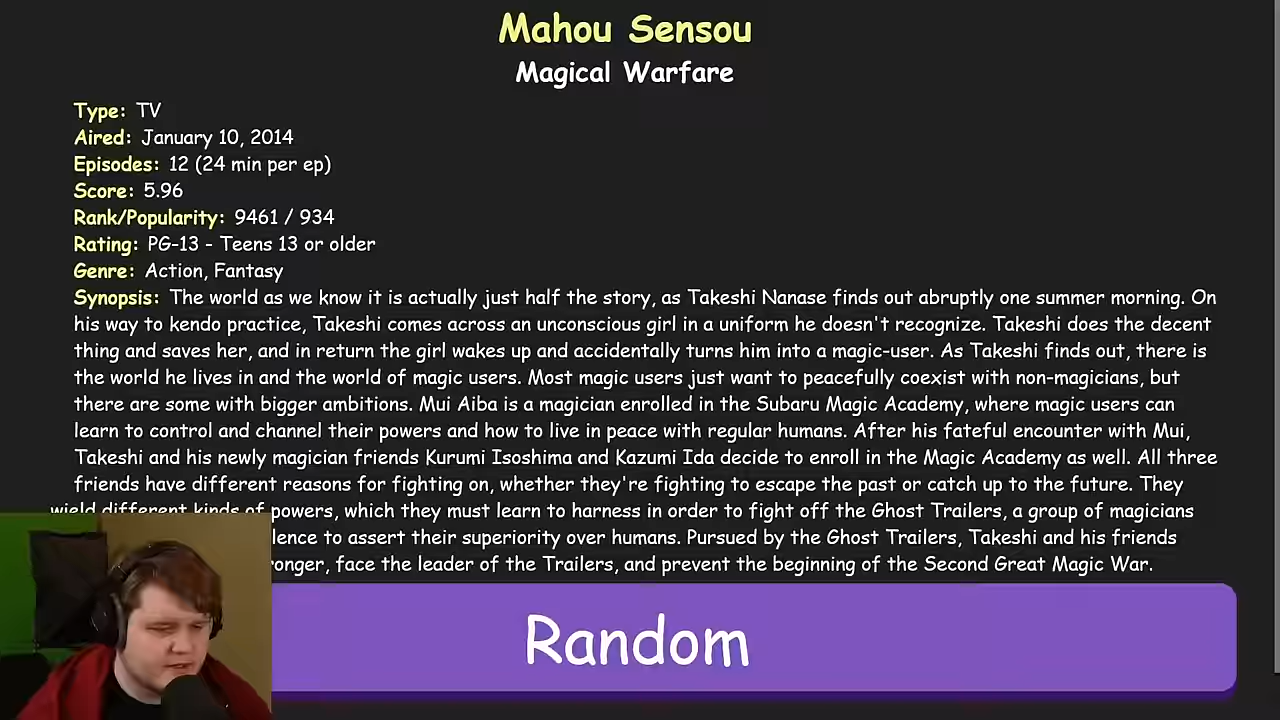 Mahou Sensou
Magical Warfare
Type: TV
Aired: January 10, 2014
Episodes: 12 (24 min per ep)
Score: 5.96
Rank/Popularity: 9461 / 934
Rating: PG-13 - Teens 13 or older
Genre: Action, Fantasy
Synopsis: The world as we know it is actually just half the story, as Takeshi Nanase finds out abruptly one summer morning. On
his way to kendo practice, Takeshi comes across an unconscious girl in a uniform he doesn't recognize. Takeshi does the decent
thing and saves her, and in return the girl wakes up and accidentally turns him into a magic-user. As Takeshi finds out, there is
the world he lives in and the world of magic users. Most magic users just want to peacefully coexist with non-magicians, but
there are some with bigger ambitions. Mui Aiba is a magician enrolled in the Subaru Magic Academy, where magic users can
learn to control and channel their powers and how to live in peace with regular humans. After his fateful encounter with Mui,
Takeshi and his newly magician friends Kurumi Isoshima and Kazumi Ida decide to enroll in the Magic Academy as well. All three
friends have different reasons for fighting on, whether they're fighting to escape the past or catch up to the future. They
wield different kinds of powers, which they must learn to harness in order to fight off the Ghost Trailers, a group of magicians
to assert their superiority over humans. Pursued by the Ghost Trailers, Takeshi and his friends
face the leader of the Trailers, and prevent the beginning of the Second Great Magic War.
Random